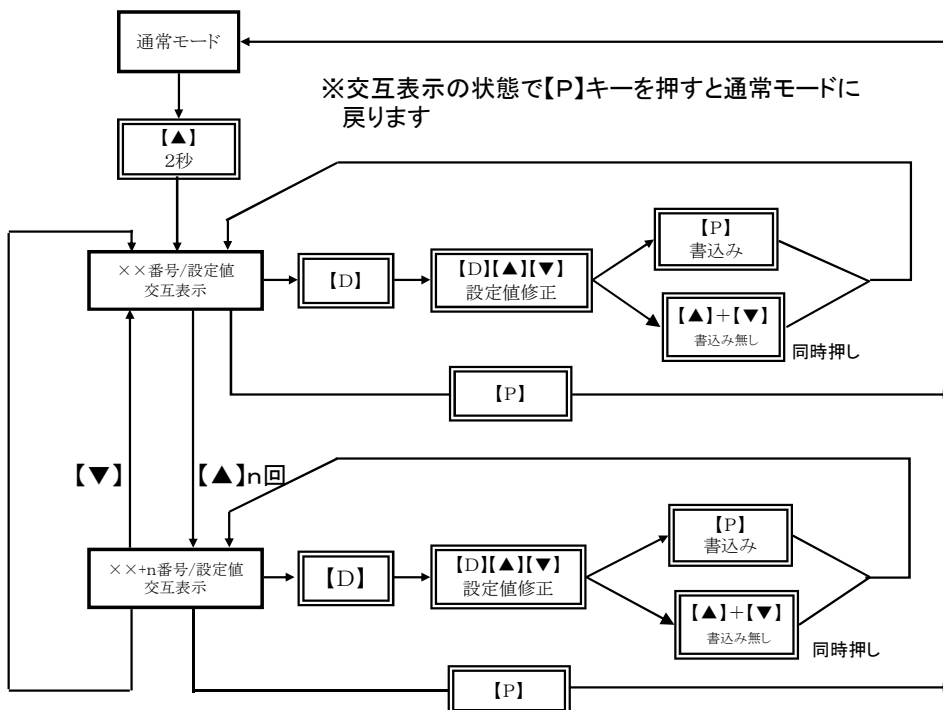 通常モード
※交互表示の状態で【P】キーを押すと通常モードに
戻ります
【▲】
2秒
××番号/設定値
交互表示
【D】
【D】【▲】【▼】
設定値修正
【P】
書込み
【▲】+【▼】
書込み無し
同時押し
【P】
【▼】
【▲】n回
××+n番号/設定値
交互表示
【D】
【D】【▲】【▼】
設定値修正
【P】
書込み
【▲】+【▼】
書込み無し
同時押し
【P】